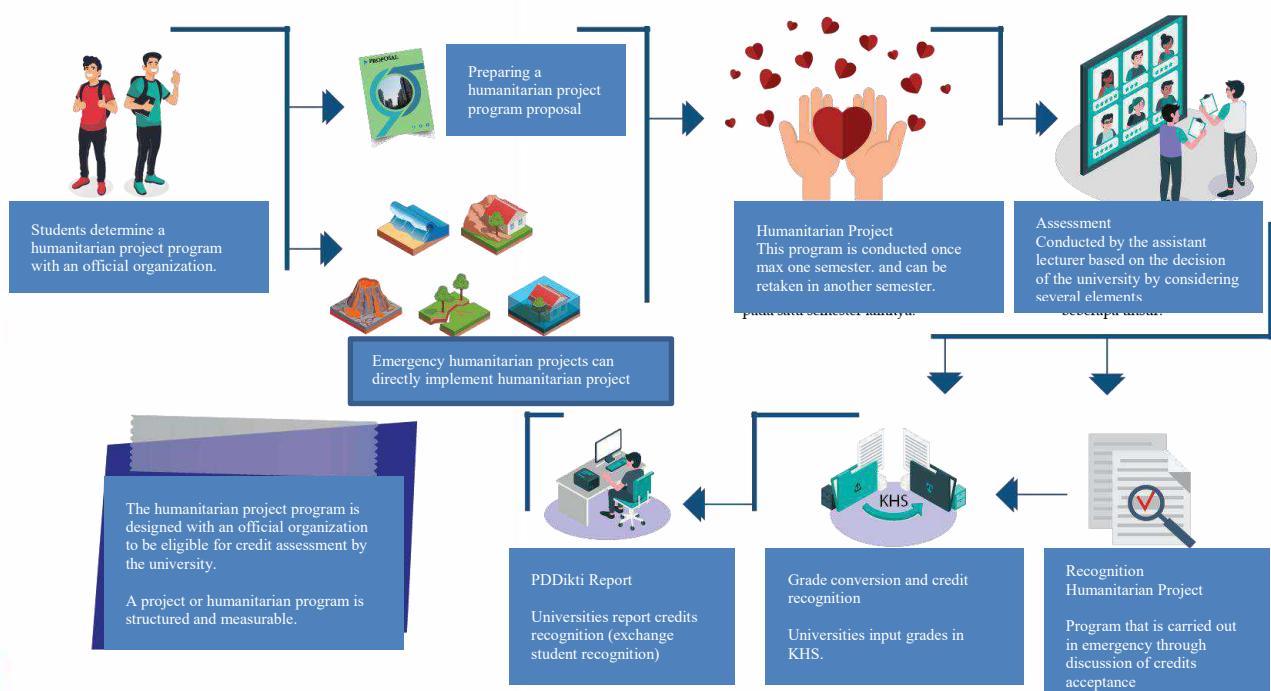 PROPOSAL
Preparing a
humanitarian project
program proposal
Students determine a
humanitarian project program
with an official organization.
Humanitarian Project
This program is conducted once
max one semester. and can be
retaken in another semester.
pada satu semester lainnya.
Assessment
Conducted by the assistant
lecturer based on the decision
of the university by considering
several elements
beberapa unsur.
Emergency humanitarian projects can
directly implement humanitarian project
The humanitarian project program is
designed with an official organization
to be eligible for credit assessment by
the university.
A project or humanitarian program is
structured and measurable.
PDDikti Report
Universities report credits
recognition (exchange
student recognition)
KHS
Grade conversion and credit
recognition
Universities input grades in
KHS.
Recognition
Humanitarian Project
Program that is carried out
in emergency through
discussion of credits
acceptance